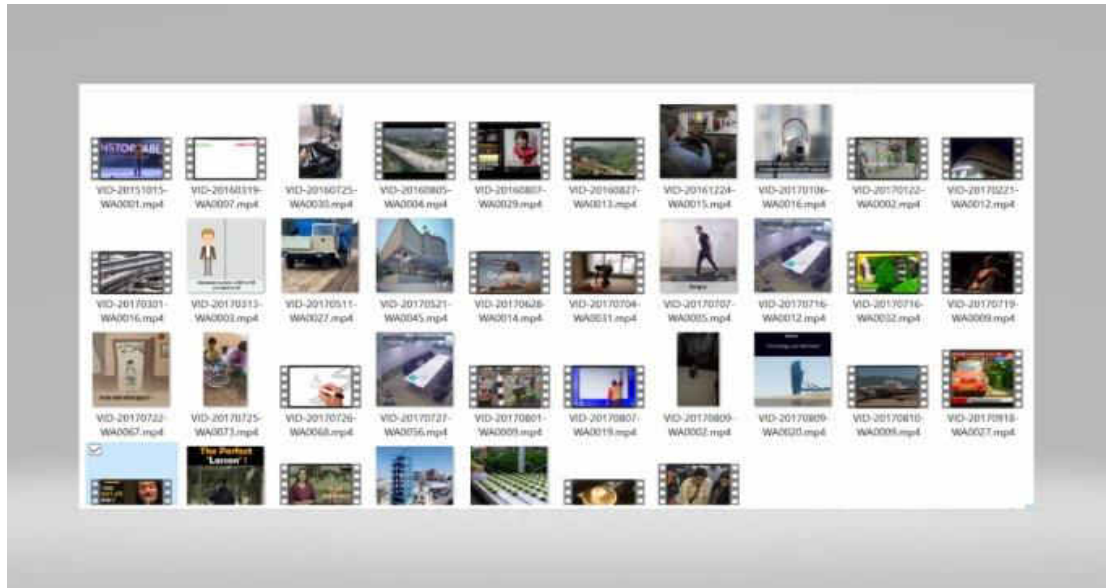 NSTOPPABLE
VID-20151015-WA0001.mp4
VID-20160319-WA0007.mp4
VID-20160725-WA0030.mp4
VID-20160805-WA0004.mp4
VID-20160807-WA0029.mp4
VID-20160827-WA0013.mp4
VID-20161224-WA0015.mp4
VID-20170106-WA0016.mp4
VID-20170122-WA0002.mp4
VID-20170221-WA0012.mp4
VID-20170301-WA0016.mp4
VID-20170313-WA0003.mp4
VID-20170511-WA0027.mp4
VID-20170521-WA0045.mp4
VID-20170628-WA0014.mp4
VID-20170704-WA0031.mp4
VID-20170707-WA0005.mp4
VID-20170716-WA0012.mp4
VID-20170716-WA0032.mp4
VID-20170719-WA0009.mp4
VID-20170722-WA0067.mp4
VID-20170725-WA0073.mp4
VID-20170726-WA0068.mp4
VID-20170727-WA0056.mp4
VID-20170801-WA0009.mp4
VID-20170807-WA0019.mp4
VID-20170809-WA0002.mp4
VID-20170809-WA0020.mp4
VID-20170810-WA0009.mp4
VID-20170918-WA0027.mp4
The Perfect
'Lesson' !